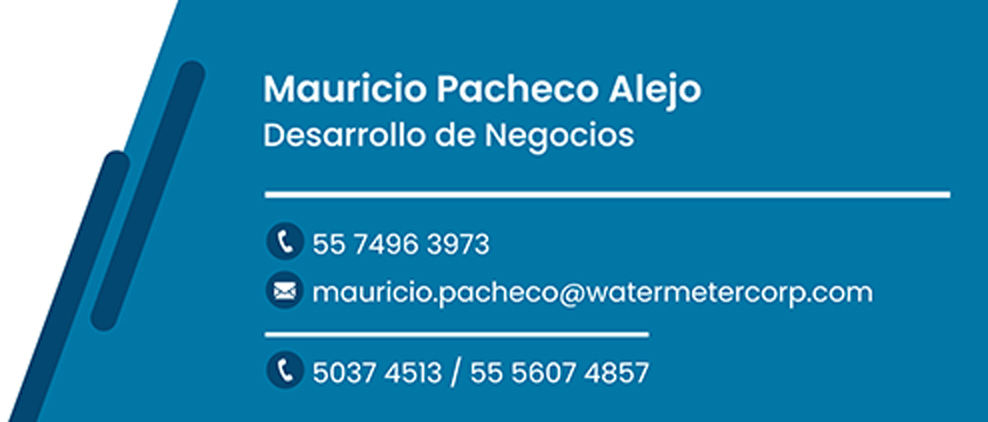 Mauricio Pacheco Alejo
Desarrollo de Negocios
55 7496 3973
mauricio.pacheco@watermetercorp.com
5037 4513 / 55 5607 4857